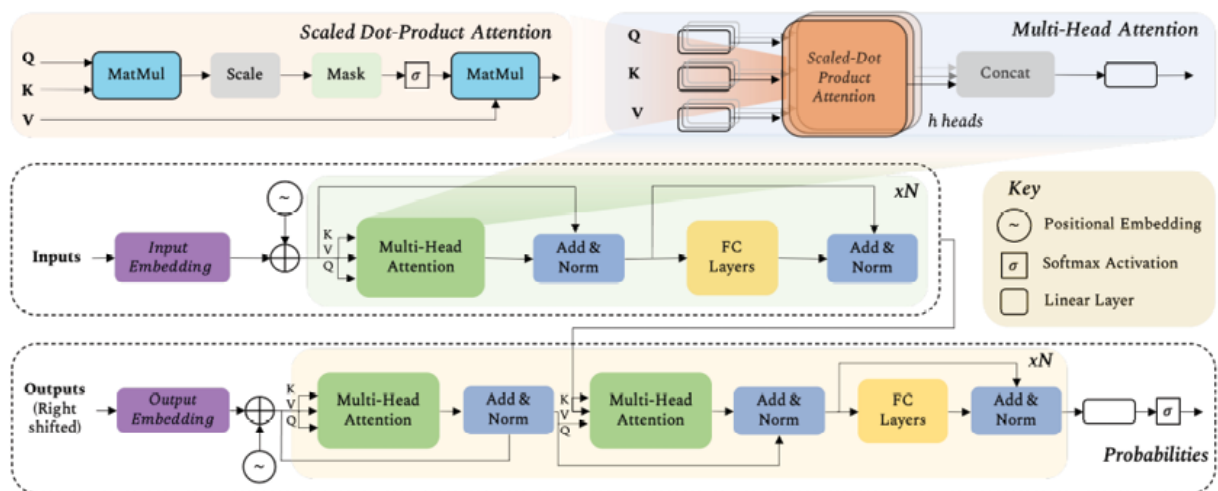 Scaled Dot-Product Attention
Q
K
V
MatMul
Scale
Mask
σ
MatMul
Multi-Head Attention
Q
K
V
Scaled-Dot
Product
Attention
h heads
Concat
Inputs
Input
Embedding
~
K
V
Q
Multi-Head
Attention
Add &
Norm
FC
Layers
Add &
Norm
xN
Key
~ Positional Embedding
σ Softmax Activation
Linear Layer
Outputs
(Right
shifted)
Output
Embedding
~
K
V
Q
Multi-Head
Attention
Add &
Norm
K
V
Q
Multi-Head
Attention
Add &
Norm
FC
Layers
Add &
Norm
xN
σ
Probabilities